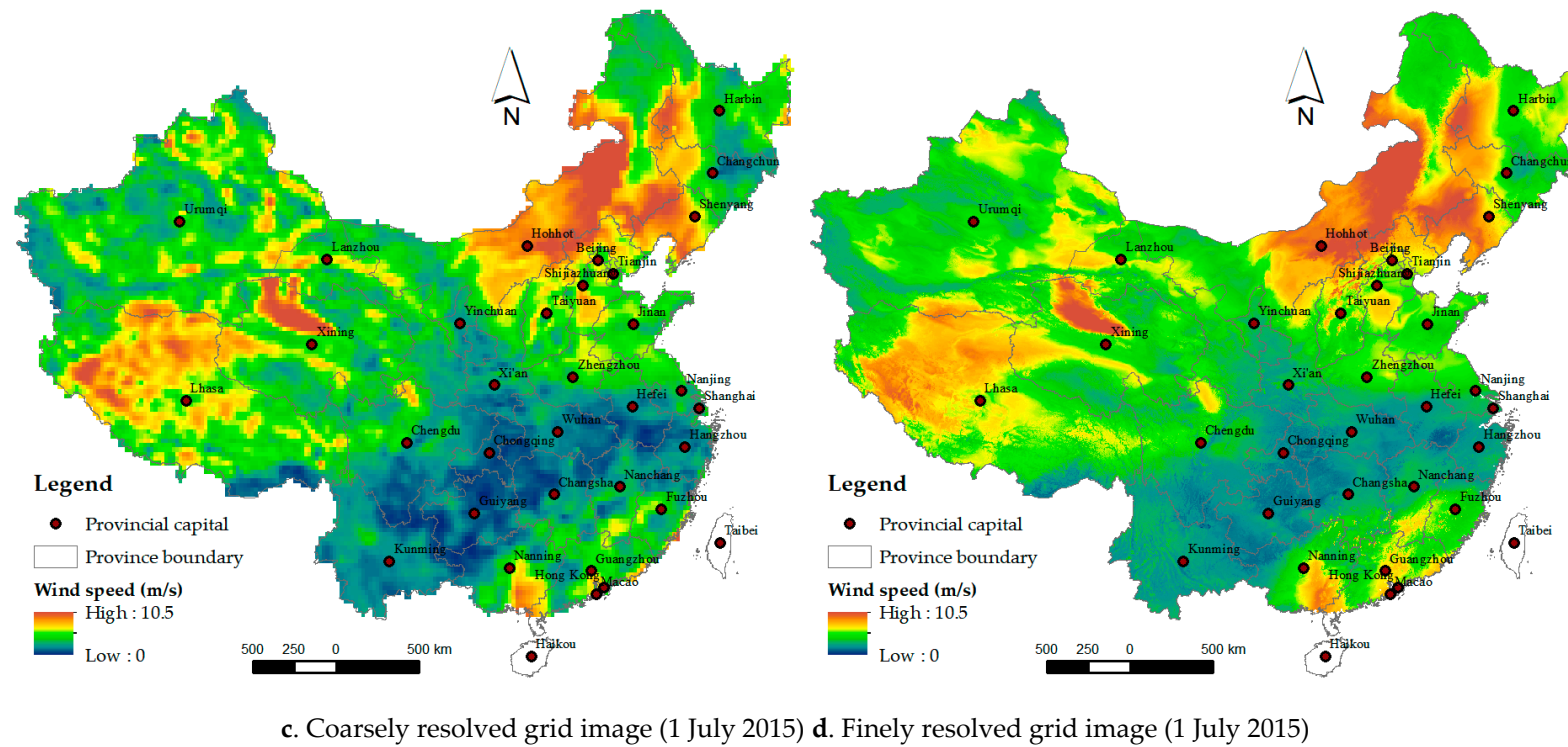 N
Harbin
Changchun
Urumqi
Shenyang
Hohhot
Lanzhou
Beijing
Tianjin
Shijiazhuan
Taiyuan
Yinchuan
Jinan
Xining
Zhengzhou
Xi'an
Nanjing
Lhasa
Hefei
Shanghai
Wuhan
Chengdu
Chongqing
Hangzhou
Nanchang
Changsha
Guiyang
Fuzhou
Taibei
Kunming
Nanning
Guangzhou
Hong Kong
Macao
Haikou
Legend
Provincial capital
Province boundary
Wind speed (m/s)
High : 10.5
Low : 0
500 250 0 500 km
N
Harbin
Changchun
Urumqi
Shenyang
Hohhot
Lanzhou
Beijing
Tianjin
Shijiazhuan
Taiyuan
Yinchuan
Jinan
Xining
Zhengzhou
Xi'an
Nanjing
Lhasa
Hefei
Shanghai
Wuhan
Chengdu
Chongqing
Hangzhou
Nanchang
Changsha
Guiyang
Fuzhou
Taibei
Kunming
Nanning
Guangzhou
Hong Kong
Macao
Haikou
Legend
Provincial capital
Province boundary
Wind speed (m/s)
High : 10.5
Low : 0
500 250 0 500 km
c. Coarsely resolved grid image (1 July 2015) d. Finely resolved grid image (1 July 2015)